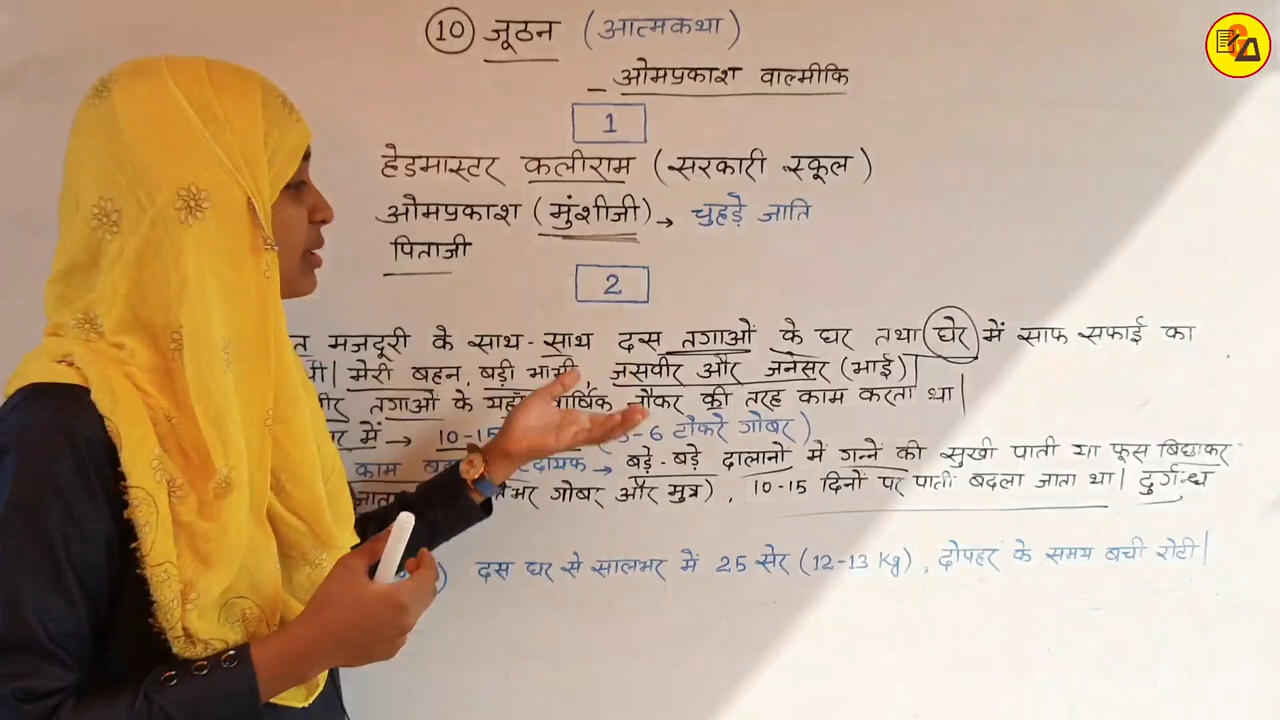 10 जूठन (आत्मकथा)
– ओमप्रकाश वाल्मीकि
1
हेडमास्टर कलीराम (सरकारी स्कूल)
ओमप्रकाश (मुंशीजी) → चुहड़े जाति
पिताजी
2
मजदूरी के साथ-साथ दस तगाओं के घर तथा घेर में साफ सफाई का
मेरी बहन, बड़ी भाभी, जसवीर और जनेसर (भाई)|
तगाओं के यहाँ वार्षिक नौकर की तरह काम करता था|
में → 10-15 5-6 टोकरे गोबर)
काम → बड़े-बड़े दालानों में गन्ने की सुखी पाती या फूस बिछाकर
गोबर और मुत्र), 10-15 दिनों पर पाती बदला जाता था| दुर्गन्ध
दस घर से सालभर में 25 सेर (12-13 Kg), दोपहर के समय बची रोटी|